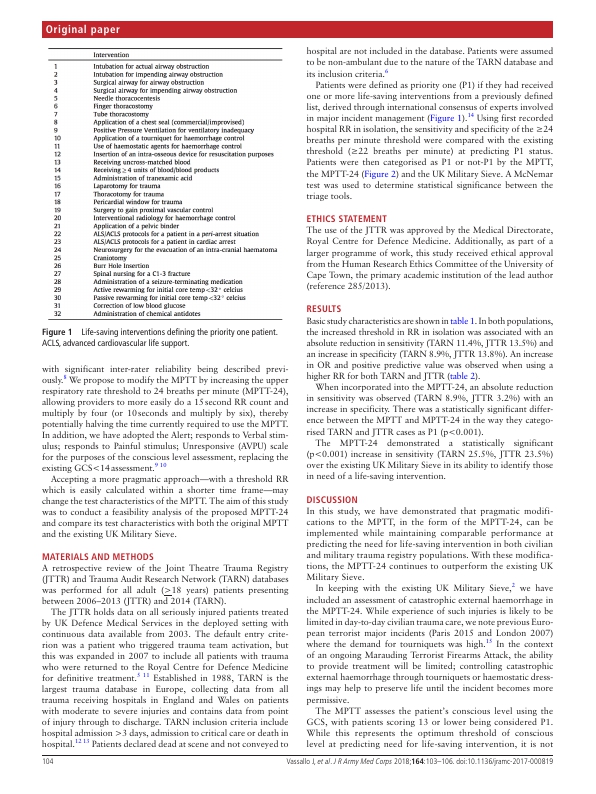 Original paper
Intervention
1 Intubation for actual airway obstruction
2 Intubation for impending airway obstruction
3 Surgical airway for airway obstruction
4 Surgical airway for impending airway obstruction
5 Needle thoracocentesis
6 Finger thoracostomy
7 Tube thoracostomy
8 Application of a chest seal (commercial/improvised)
9 Positive Pressure Ventilation for ventilatory inadequacy
10 Application of a tourniquet for haemorrhage control
11 Use of haemostatic agents for haemorrhage control
12 Insertion of an intra-osseous device for resuscitation purposes
13 Receiving uncross-matched blood
14 Receiving ≥4 units of blood/blood products
15 Administration of tranexamic acid
16 Laparotomy for trauma
17 Thoracotomy for trauma
18 Pericardial window for trauma
19 Surgery to gain proximal vascular control
20 Interventional radiology for haemorrhage control
21 Application of a pelvic binder
22 ALS/ACLS protocols for a patient in a peri-arrest situation
23 ALS/ACLS protocols for a patient in cardiac arrest
24 Neurosurgery for the evacuation of an intra-cranial haematoma
25 Craniotomy
26 Burr Hole Insertion
27 Spinal nursing for a C1-3 fracture
28 Administration of a seizure-terminating medication
29 Active rewarming for initial core temp<32° celcius
30 Passive rewarming for initial core temp<32° celcius
31 Correction of low blood glucose
32 Administration of chemical antidotes
Figure 1 Life-saving interventions defining the priority one patient.
ACLS, advanced cardiovascular life support.
with significant inter-rater reliability being described previ-
ously.8 We propose to modify the MPTT by increasing the upper
respiratory rate threshold to 24 breaths per minute (MPTT-24),
allowing providers to more easily do a 15second RR count and
multiply by four (or 10seconds and multiply by six), thereby
potentially halving the time currently required to use the MPTT.
In addition, we have adopted the Alert; responds to Verbal stim-
ulus; responds to Painful stimulus; Unresponsive (AVPU) scale
for the purposes of the conscious level assessment, replacing the
existing GCS<14assessment.9 10
Accepting a more pragmatic approach—with a threshold RR
which is easily calculated within a shorter time frame—may
change the test characteristics of the MPTT. The aim of this study
was to conduct a feasibility analysis of the proposed MPTT-24
and compare its test characteristics with both the original MPTT
and the existing UK Military Sieve.
MATERIALS AND METHODS
A retrospective review of the Joint Theatre Trauma Registry
(JTTR) and Trauma Audit Research Network (TARN) databases
was performed for all adult (≥18 years) patients presenting
between 2006–2013 (JTTR) and 2014 (TARN).
The JTTR holds data on all seriously injured patients treated
by UK Defence Medical Services in the deployed setting with
continuous data available from 2003. The default entry crite-
rion was a patient who triggered trauma team activation, but
this was expanded in 2007 to include all patients with trauma
who were returned to the Royal Centre for Defence Medicine
for definitive treatment.5 11 Established in 1988, TARN is the
largest trauma database in Europe, collecting data from all
trauma receiving hospitals in England and Wales on patients
with moderate to severe injuries and contains data from point
of injury through to discharge. TARN inclusion criteria include
hospital admission >3 days, admission to critical care or death in
hospital.12 13 Patients declared dead at scene and not conveyed to
hospital are not included in the database. Patients were assumed
to be non-ambulant due to the nature of the TARN database and
its inclusion criteria.6
Patients were defined as priority one (P1) if they had received
one or more life-saving interventions from a previously defined
list, derived through international consensus of experts involved
in major incident management (Figure 1).14 Using first recorded
hospital RR in isolation, the sensitivity and specificity of the ≥24
breaths per minute threshold were compared with the existing
threshold (≥22 breaths per minute) at predicting P1 status.
Patients were then categorised as P1 or not-P1 by the MPTT,
the MPTT-24 (Figure 2) and the UK Military Sieve. A McNemar
test was used to determine statistical significance between the
triage tools.
ETHICS STATEMENT
The use of the JTTR was approved by the Medical Directorate,
Royal Centre for Defence Medicine. Additionally, as part of a
larger programme of work, this study received ethical approval
from the Human Research Ethics Committee of the University of
Cape Town, the primary academic institution of the lead author
(reference 285/2013).
RESULTS
Basic study characteristics are shown in table 1. In both populations,
the increased threshold in RR in isolation was associated with an
absolute reduction in sensitivity (TARN 11.4%, JTTR 13.5%) and
an increase in specificity (TARN 8.9%, JTTR 13.8%). An increase
in OR and positive predictive value was observed when using a
higher RR for both TARN and JTTR (table 2).
When incorporated into the MPTT-24, an absolute reduction
in sensitivity was observed (TARN 8.9%, JTTR 3.2%) with an
increase in specificity. There was a statistically significant differ-
ence between the MPTT and MPTT-24 in the way they catego-
rised TARN and JTTR cases as P1 (p<0.001).
The MPTT-24 demonstrated a statistically significant
(p<0.001) increase in sensitivity (TARN 25.5%, JTTR 23.5%)
over the existing UK Military Sieve in its ability to identify those
in need of a life-saving intervention.
DISCUSSION
In this study, we have demonstrated that pragmatic modifi-
cations to the MPTT, in the form of the MPTT-24, can be
implemented while maintaining comparable performance at
predicting the need for life-saving intervention in both civilian
and military trauma registry populations. With these modifica-
tions, the MPTT-24 continues to outperform the existing UK
Military Sieve.
In keeping with the existing UK Military Sieve,2 we have
included an assessment of catastrophic external haemorrhage in
the MPTT-24. While experience of such injuries is likely to be
limited in day-to-day civilian trauma care, we note previous Euro-
pean terrorist major incidents (Paris 2015 and London 2007)
where the demand for tourniquets was high.15 In the context
of an ongoing Marauding Terrorist Firearms Attack, the ability
to provide treatment will be limited; controlling catastrophic
external haemorrhage through tourniquets or haemostatic dress-
ings may help to preserve life until the incident becomes more
permissive.
The MPTT assesses the patient's conscious level using the
GCS, with patients scoring 13 or lower being considered P1.
While this represents the optimum threshold of conscious
level at predicting need for life-saving intervention, it is not
104
Vassallo J, et al. J R Army Med Corps 2018;164:103–106. doi:10.1136/jramc-2017-000819